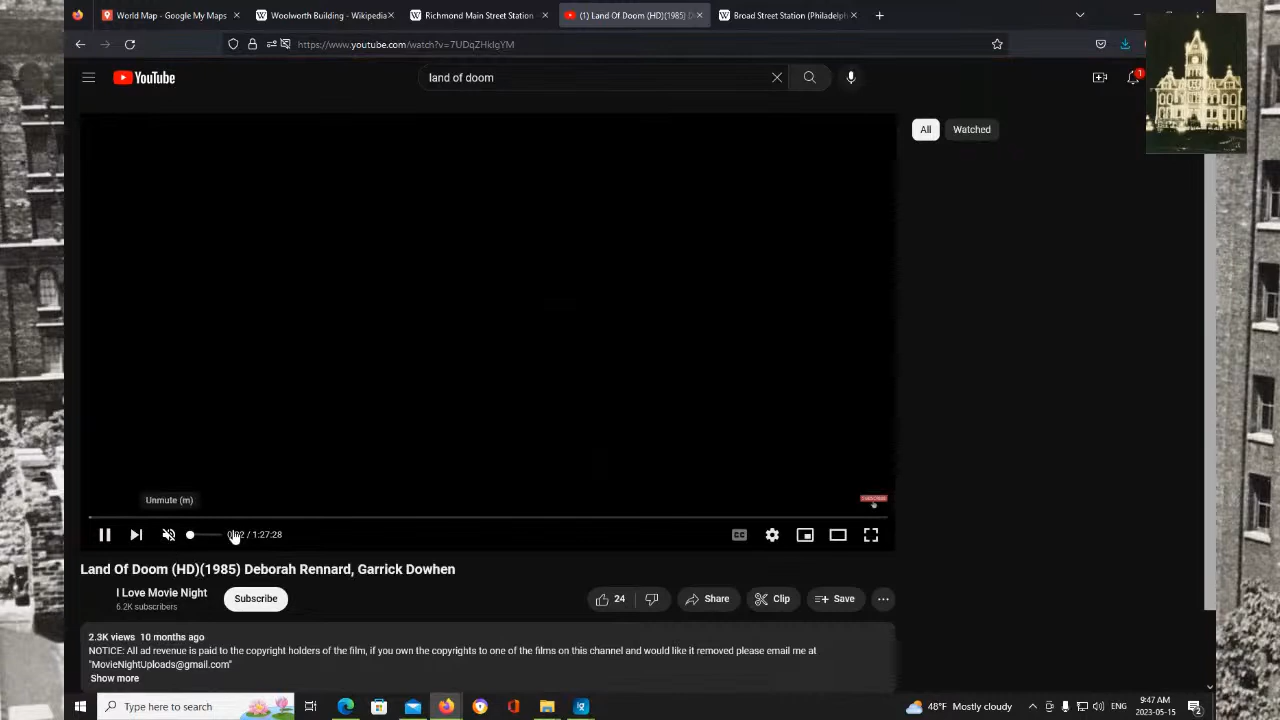 World Map - Google My Maps
Woolworth Building - Wikipedia
Richmond Main Street Station
(1) Land Of Doom (HD)(1985) D
Broad Street Station (Philadelph
https://www.youtube.com/watch?v=7UDqZHklgYM
YouTube
land of doom
1
All
Watched
Unmute (m)
/ 1:27:28
CC
Land Of Doom (HD)(1985) Deborah Rennard, Garrick Dowhen
I Love Movie Night
6.2K subscribers
Subscribe
24
Share
Clip
Save
2.3K views 10 months ago
NOTICE: All ad revenue is paid to the copyright holders of the film, if you own the copyrights to one of the films on this channel and would like it removed please email me at
"MovieNightUploads@gmail.com"
Show more
Type here to search
48°F Mostly cloudy
ENG
9:47 AM
2023-05-15
2